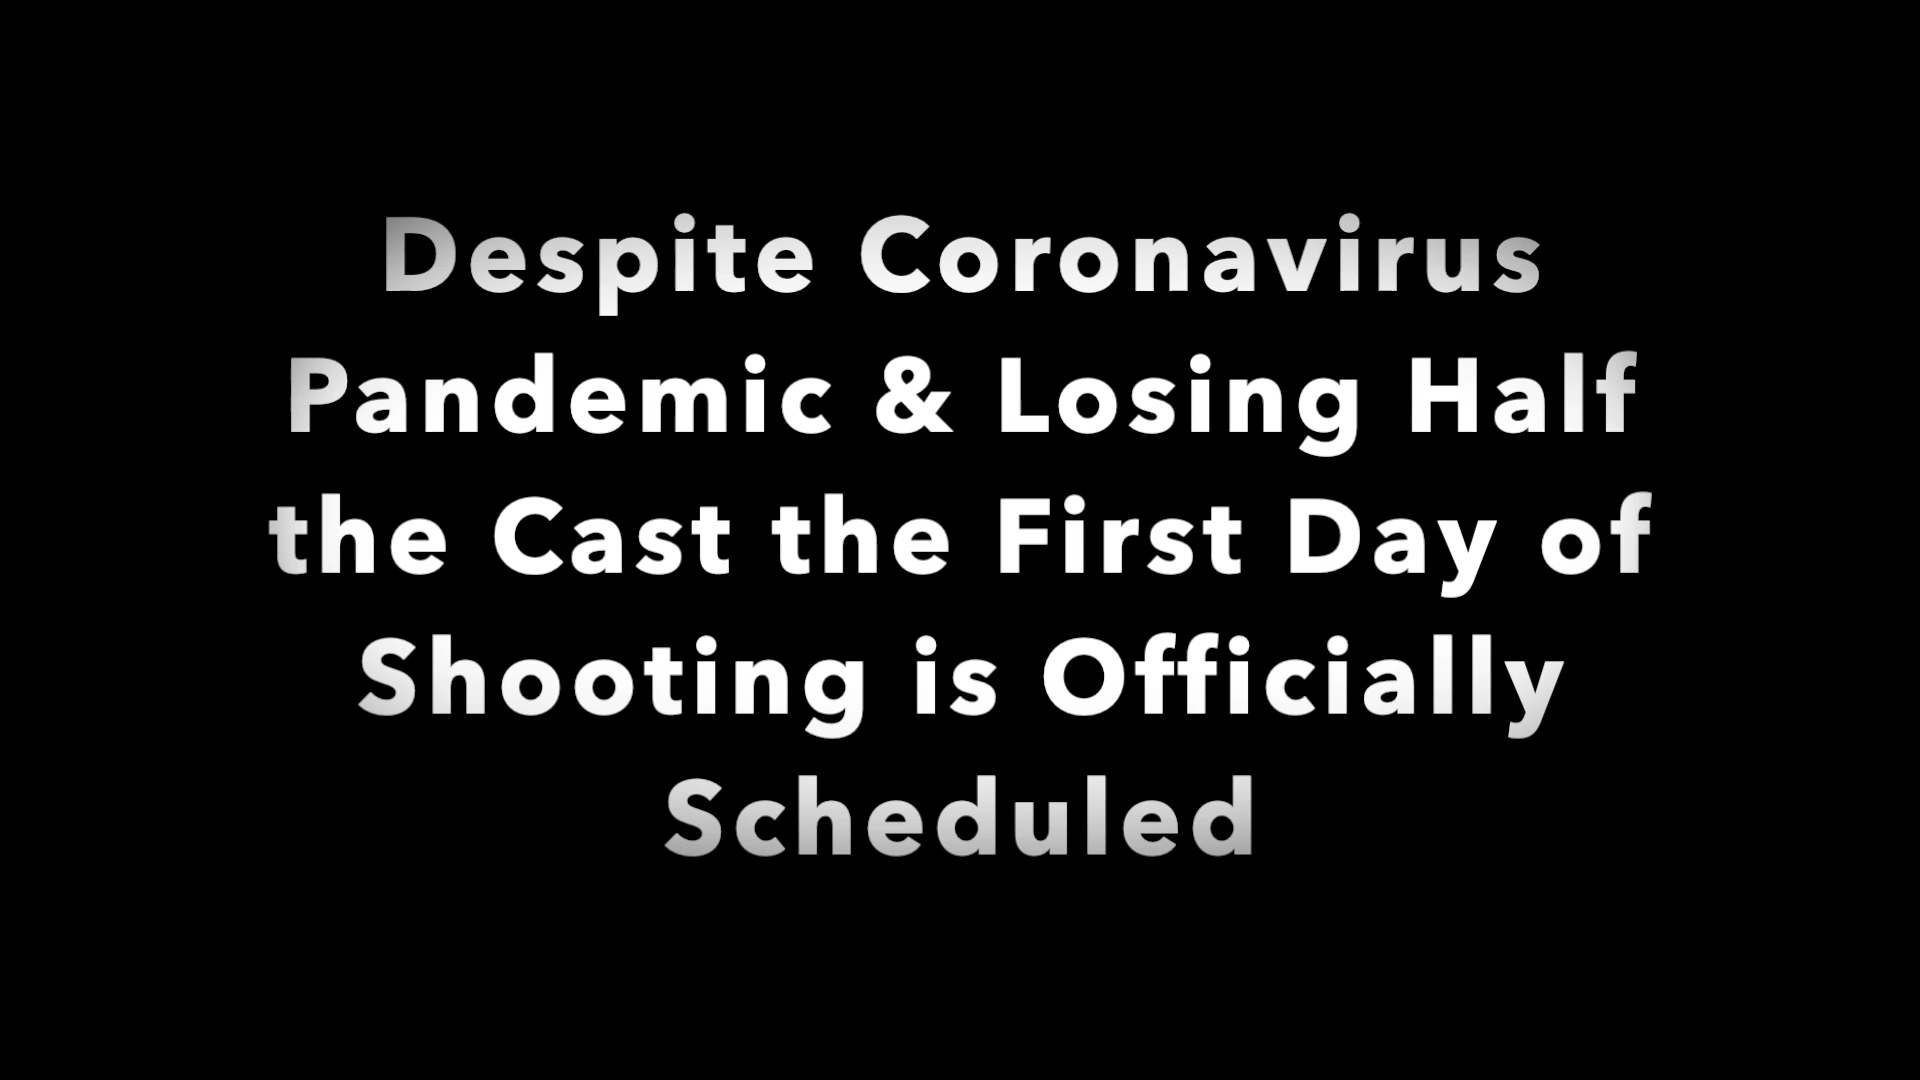 Despite Coronavirus
Pandemic & Losing Half
the Cast the First Day of
Shooting is Officially
Scheduled